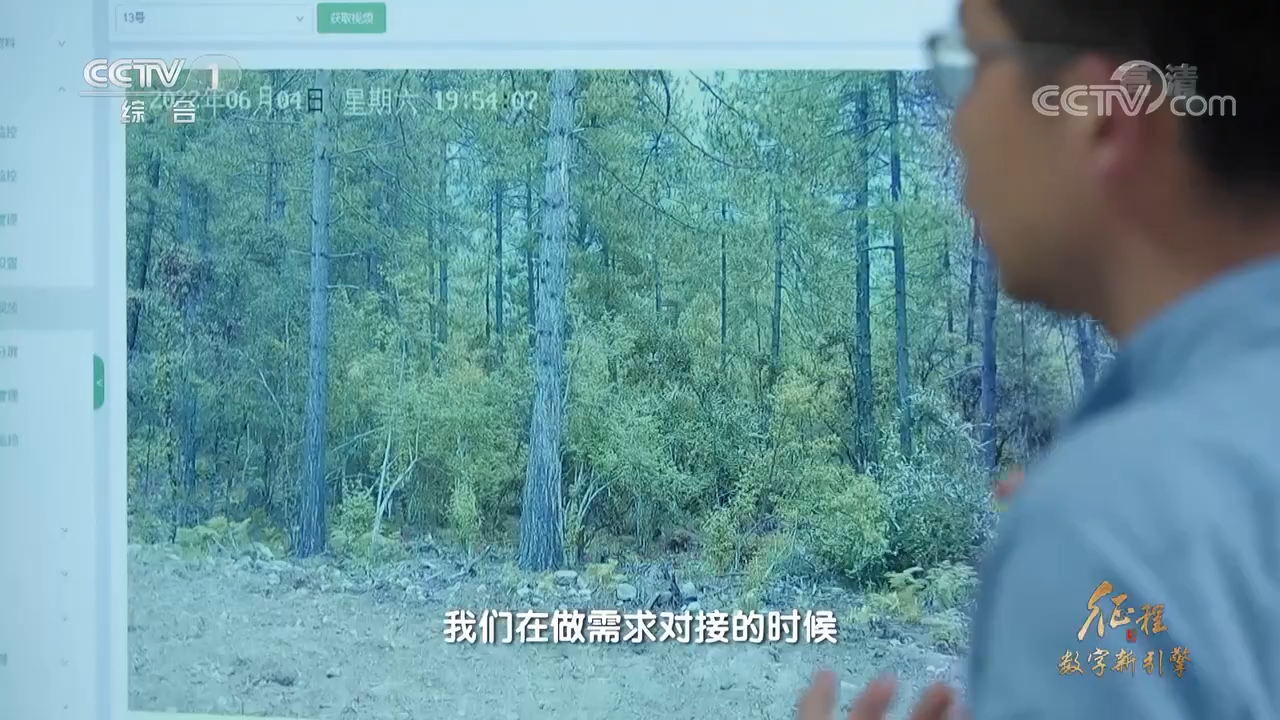 13号
获取视频
CCTV 1
综合
2022年06月04日 星期六 19:54:07
CCTV高清
com
我们在做需求对接的时候
征程
数字新引擎